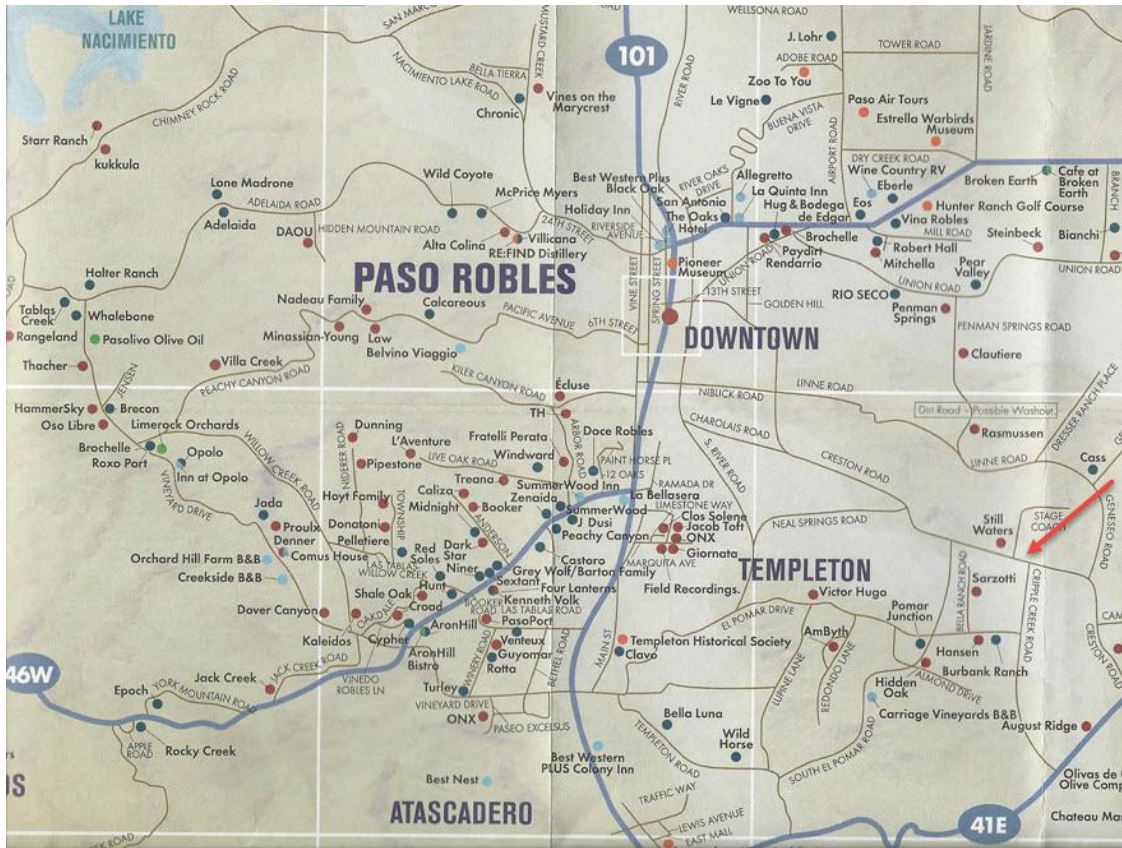 LAKE
NACIMIENTO
SAN MARCOS
MUSTARD CREEK
WELLSONA ROAD
J. Lohr
TOWER ROAD
JARDINE ROAD
101
ADOBE ROAD
Zoo To You
NACIMIENTO LAKE ROAD
BELLA TIERRA
Vines on the
Marycrest
Chronic
RIVER ROAD
Le Vigne
BUENA VISTA
DRIVE
AIRPORT ROAD
Paso Air Tours
Estrella Warbirds
Museum
CHIMNEY ROCK ROAD
Starr Ranch
kukkula
DRY CREEK ROAD
Wine Country RV
Eberle
Broken Earth
Cafe at
Broken
Earth
BRANCH
Lone Madrone
Adelaida
ADELAIDA ROAD
Wild Coyote
McPrice Myers
Best Western Plus
Black Oak
Holiday Inn
RIVER OAKS
DRIVE
Allegretto
La Quinta Inn
San Antonio
The Oaks
Hotel
Hug & Bodega
de Edgar
Eos
Hunter Ranch Golf Course
Vina Robles
MILL ROAD
Steinbeck
Bianchi
DAOU
HIDDEN MOUNTAIN ROAD
Alta Colina
Villicana
RE:FIND Distillery
24TH STREET
RIVERSIDE
AVENUE
Brochelle
Paydirt
Rendarrio
Robert Hall
Mitchella
UNION ROAD
Pioneer
Museum
UNION ROAD
UNION ROAD
Pear
Valley
PASO ROBLES
Halter Ranch
Tablas
Creek
Whalebone
Rangeland
Pasolivo Olive Oil
Nadeau Family
Calcareous
PACIFIC AVENUE
Minassian-Young
Law
Belvino Viaggio
6TH STREET
VINE STREET
SPRING STREET
13TH STREET
GOLDEN HILL
RIO SECO
Penman
Springs
PENMAN SPRINGS ROAD
DOWNTOWN
Clautiere
Thacher
Villa Creek
PEACHY CANYON ROAD
JENSEN
KILER CANYON ROAD
Écluse
TH
NIBLICK ROAD
LINNE ROAD
CHAROLAIS ROAD
Dirt Road - Possible Washout
DRESSER RANCH PLACE
Rasmussen
LINNE ROAD
Cass
HammerSky
Oso Libre
Brecon
Limerock Orchards
Brochelle
Roxo Port
Opolo
Inn at Opolo
WILLOW CREEK ROAD
VINEYARD DRIVE
NIDERER ROAD
Dunning
L'Aventure
Pipestone
Fratelli Perata
Windward
LIVE OAK ROAD
ARBOR ROAD
Doce Robles
PAINT HORSE PL
12 OAKS
S. RIVER ROAD
CRESTON ROAD
Treana
SummerWood Inn
Zenaida
RAMADA DR
La Bellasera
Caliza
Midnight
Booker
ANDERSON
SummerWood
J Dusi
Peachy Canyon
LIMESTONE WAY
Clos Solene
Jacob Toft
ONX
Giornata
MARQUITA AVE
NEAL SPRINGS ROAD
Still
Waters
STAGE
COACH
GENESEO ROAD
Hoyt Family
TOWNSHIP
Donatoni
Pelletiere
Jada
Proulx
Denner
Comus House
Orchard Hill Farm B&B
Creekside B&B
LAS TABLAS
WILLOW CREEK
Red
Soles
Dark
Star
Niner
Castoro
Grey Wolf/Barton Family
Sextant
Four Lanterns
Kenneth Volk
Field Recordings.
TEMPLETON
Victor Hugo
BELLA RANCH ROAD
Sarzotti
CRIPPLE CREEK ROAD
Shale Oak
Hunt
Croad
OAKDALE
BOOKER
ROAD
LAS TABLAS ROAD
PasoPort
Dover Canyon
Kaleidos
Cypher
AronHill
AronHill
Bistro
Venteux
Guyomar
Rotta
WINERY ROAD
BETHEL ROAD
MAIN ST
EL POMAR DRIVE
Templeton Historical Society
Clavo
AmByth
Pomar
Junction
Hansen
Burbank Ranch
CRESTON ROAD
46W
JACK CREEK ROAD
Jack Creek
VINEDO
ROBLES LN
Turley
VINEYARD DRIVE
ONX
PASEO EXCELSUS
LUPINE LANE
REDONDO LANE
ALMOND DRIVE
Hidden
Oak
Carriage Vineyards B&B
Epoch
YORK MOUNTAIN ROAD
APPLE
ROAD
Rocky Creek
Bella Luna
Wild
Horse
TEMPLETON ROAD
SOUTH EL POMAR ROAD
August Ridge
Best Western
PLUS Colony Inn
Best Nest
ATASCADERO
TRAFFIC WAY
LEWIS AVENUE
EAST MALL
41E
Olivas de
Olive Comp
Chateau Mar
OS
CREEK ROAD